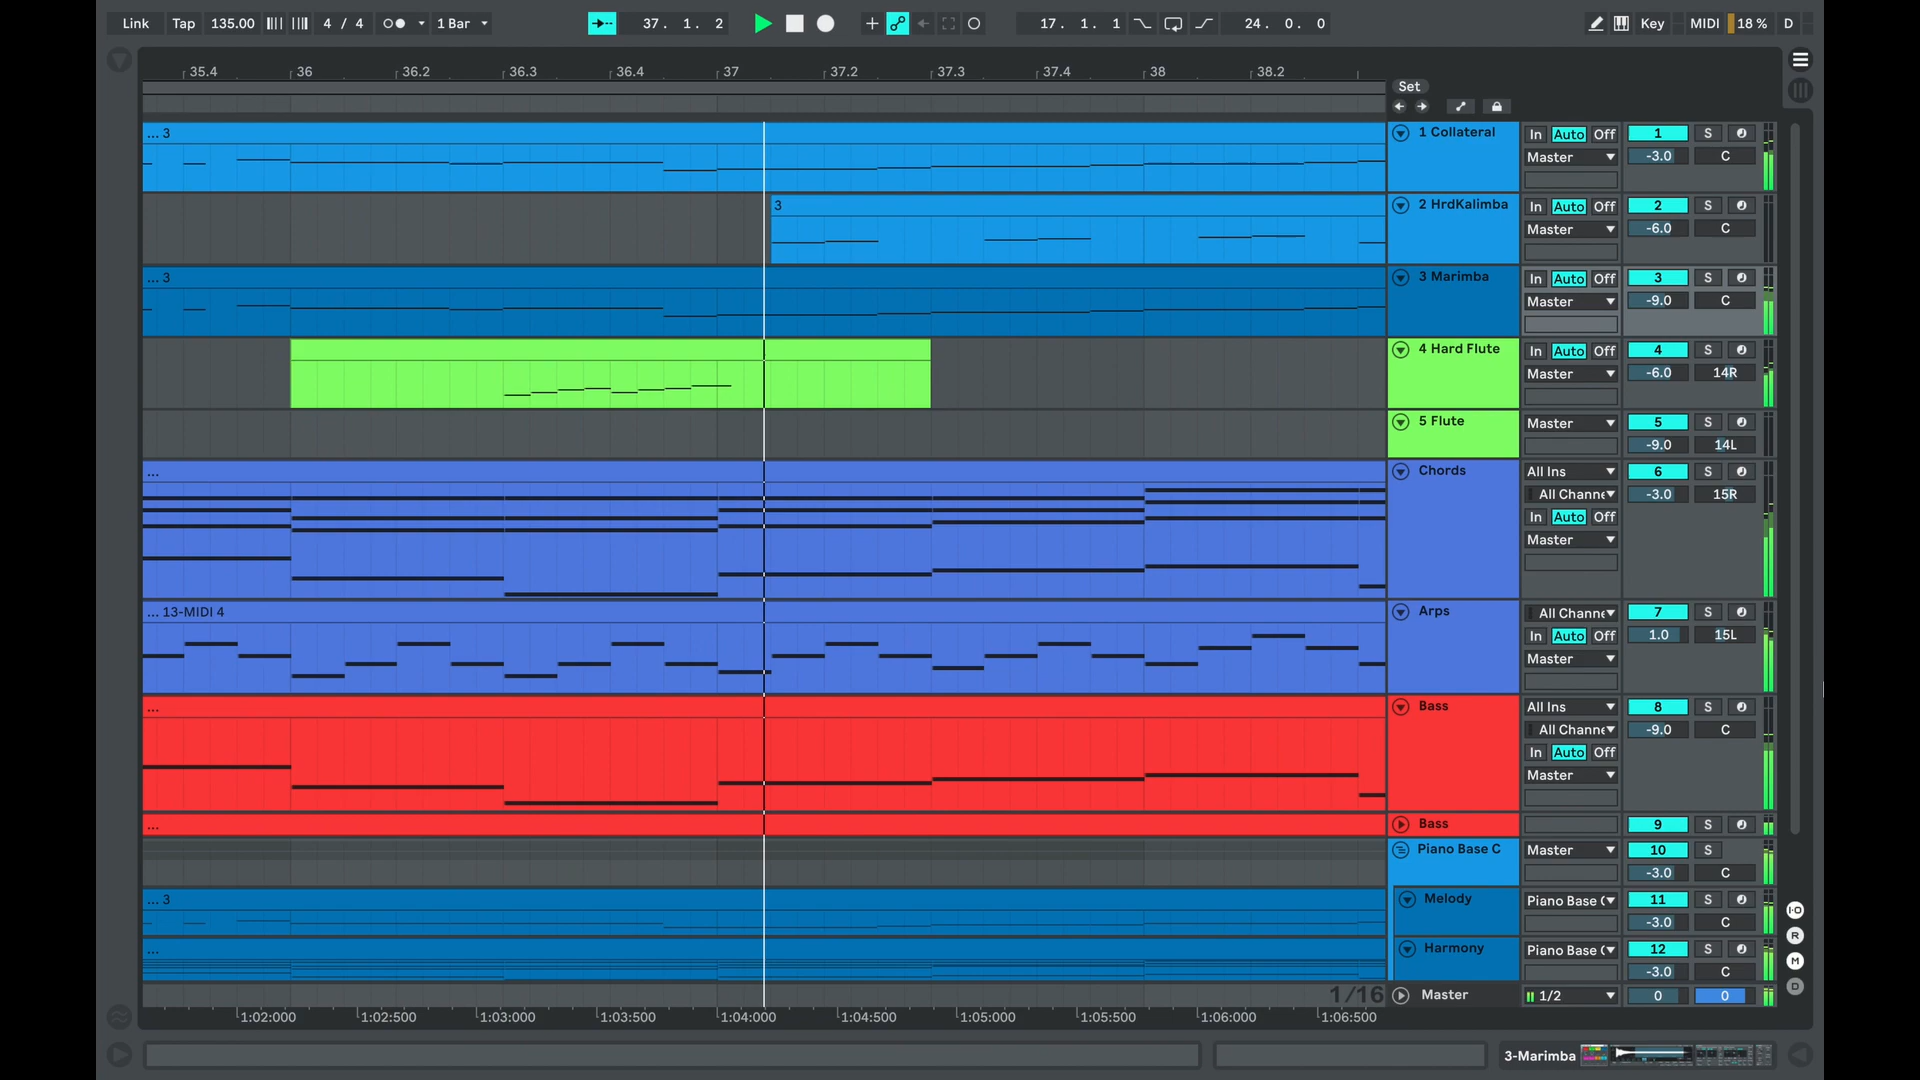 Link Tap 135.00 4 / 4 1 Bar 37. 1. 2 17. 1. 1 24. 0. 0 Key MIDI 18 % D
35.4 36 36.2 36.3 36.4 37 37.2 37.3 37.4 38 38.2
Set
... 3 1 Collateral In Auto Off 1 S
Master -3.0 C
3 2 HrdKalimba In Auto Off 2 S
Master -6.0 C
... 3 3 Marimba In Auto Off 3 S
Master -9.0 C
4 Hard Flute In Auto Off 4 S
Master -6.0 14R
5 Flute Master 5 S
-9.0 14L
... Chords All Ins 6 S
All Channe -3.0 15R
In Auto Off
Master
... 13-MIDI 4 Arps All Channe 7 S
In Auto Off 1.0 15L
Master
... Bass All Ins 8 S
All Channe -9.0 C
In Auto Off
Master
... Bass 9 S
Piano Base C Master 10 S
-3.0 C
... 3 Melody Piano Base ( 11 S
-3.0 C
... Harmony Piano Base ( 12 S
-3.0 C
1/16 Master 1/2 0 0
I·O
R
M
D
1:02:000 1:02:500 1:03:000 1:03:500 1:04:000 1:04:500 1:05:000 1:05:500 1:06:000 1:06:500
3-Marimba